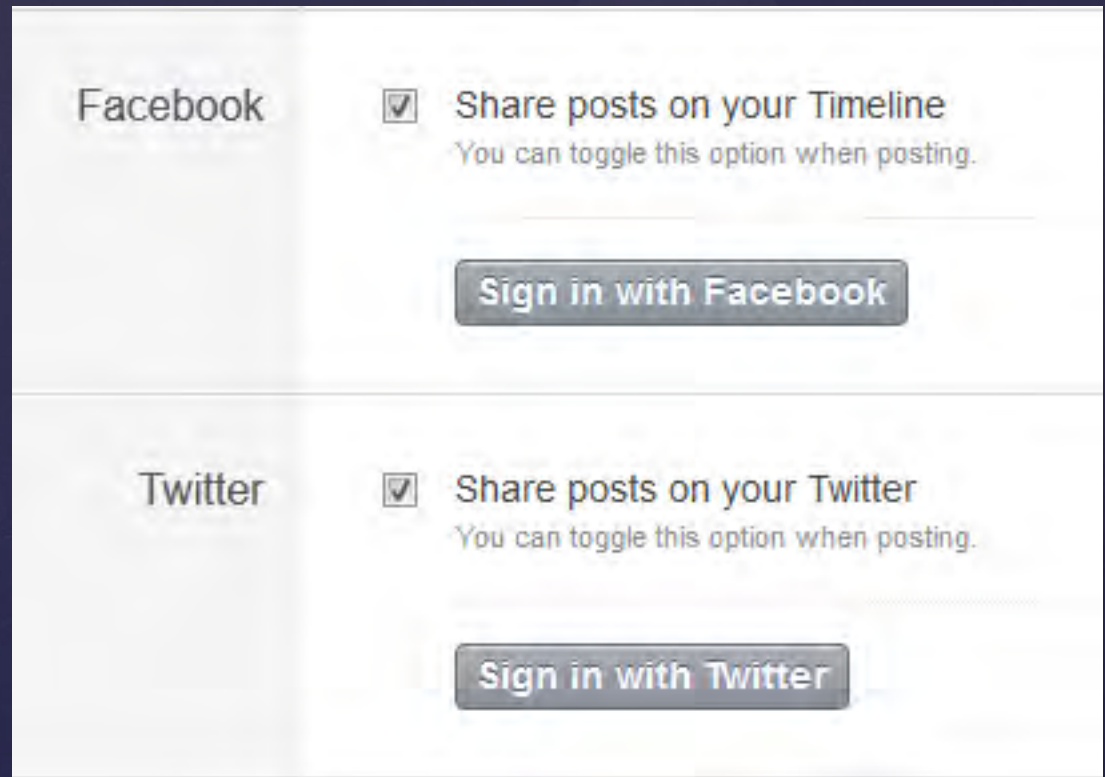 Facebook
Share posts on your Timeline
You can toggle this option when posting.
Sign in with Facebook
Twitter
Share posts on your Twitter
You can toggle this option when posting.
Sign in with Twitter